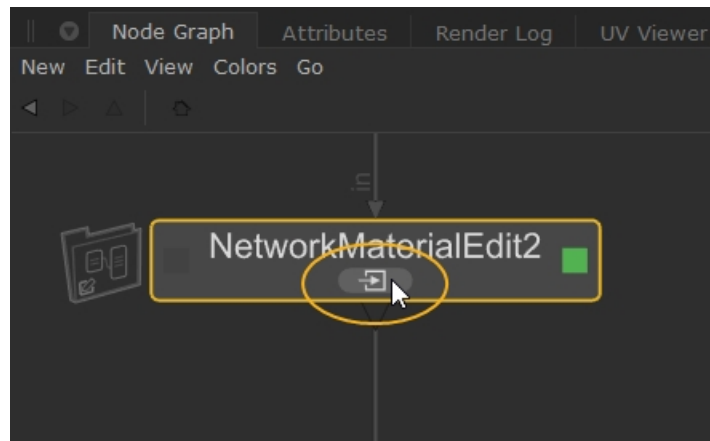 Node Graph Attributes Render Log UV Viewer
New Edit View Colors Go
in
NetworkMaterialEdit2